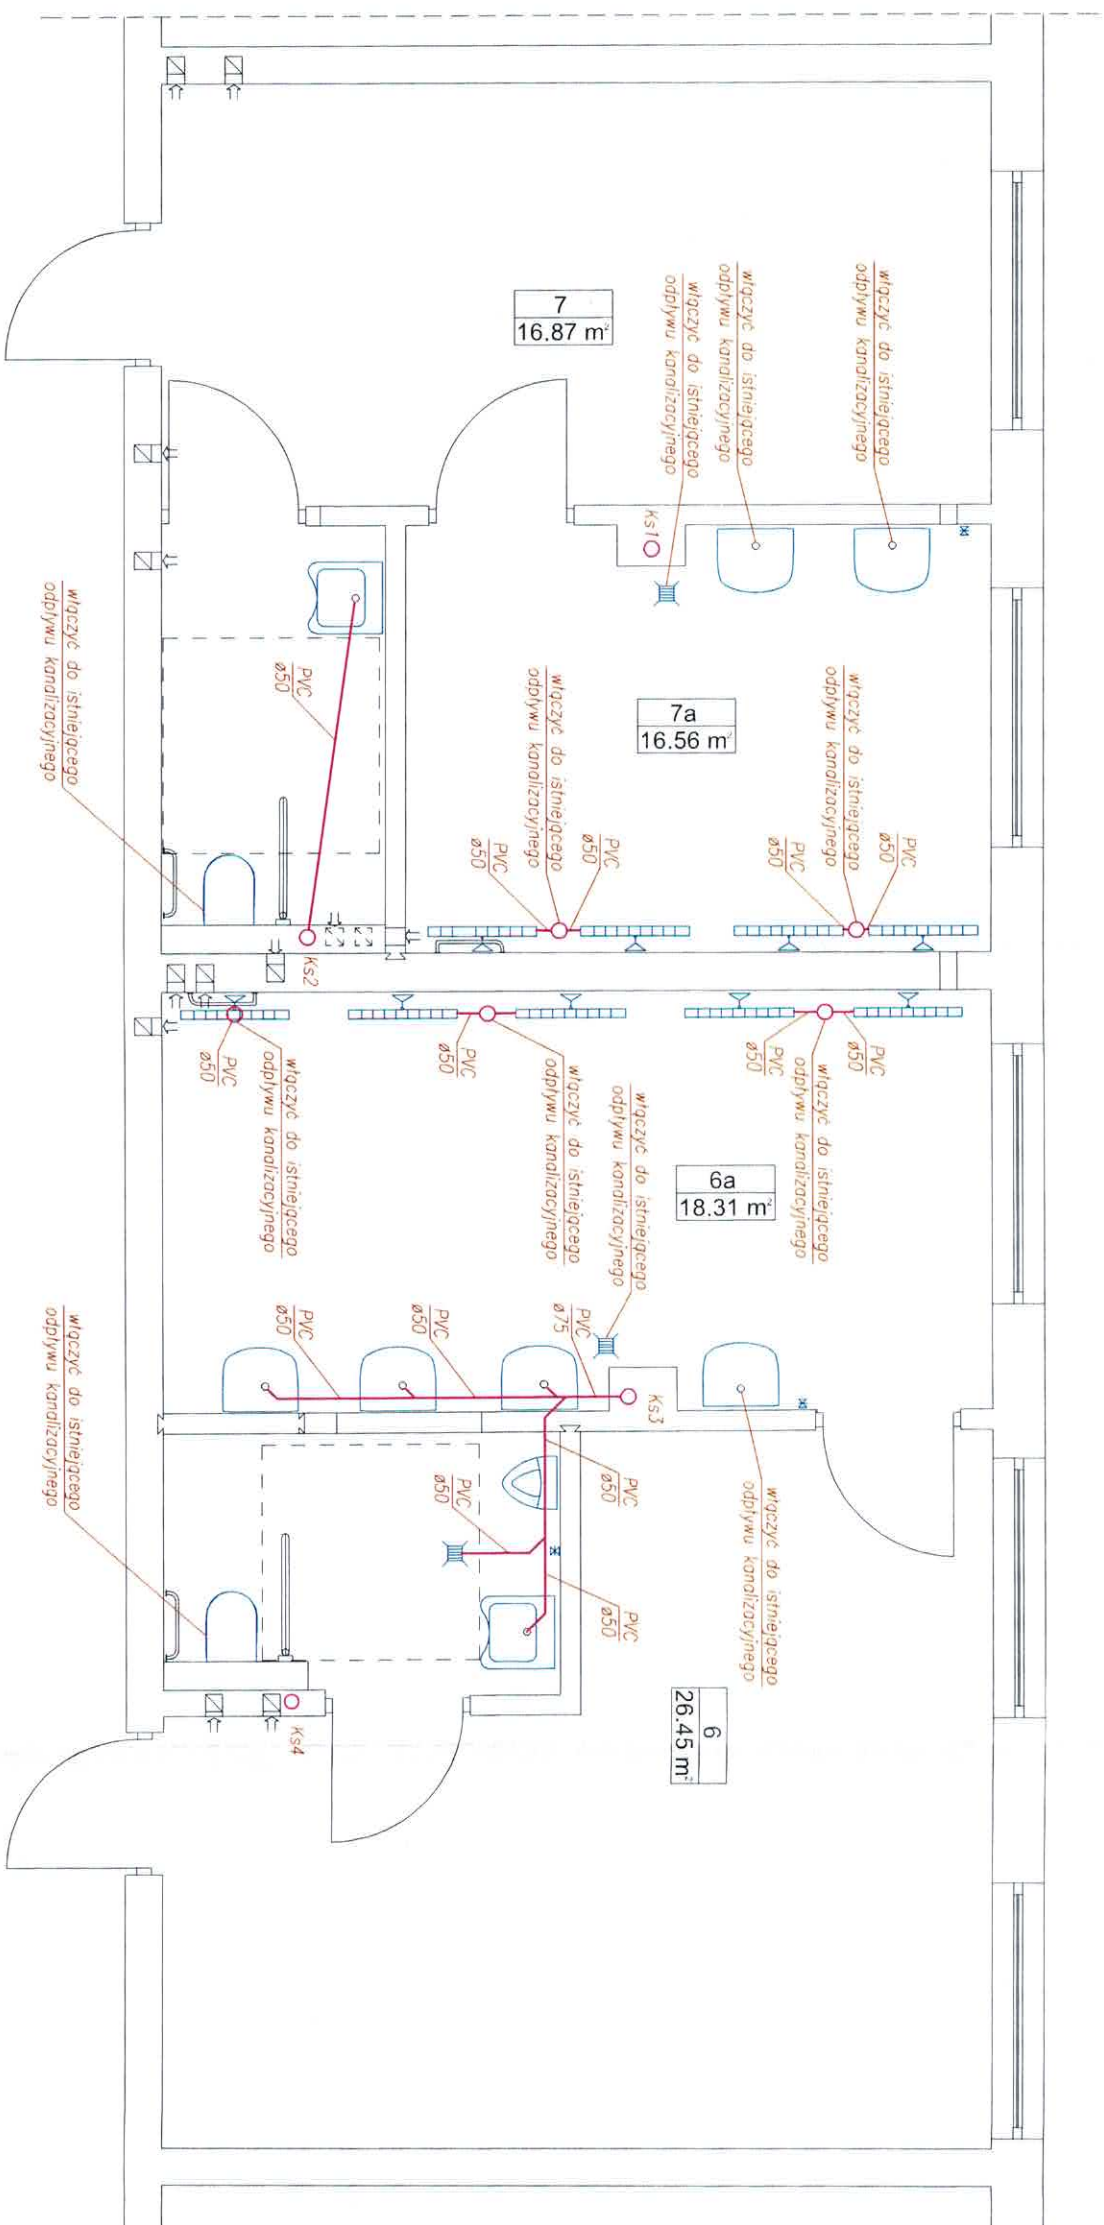 7
16.87 m²
włączyć do istniejącego
odpływu kanalizacyjnego
włączyć do istniejącego
odpływu kanalizacyjnego
włączyć do istniejącego
odpływu kanalizacyjnego
Ks1
7a
16.56 m²
włączyć do istniejącego
odpływu kanalizacyjnego
PVC
ø50
PVC
ø50
włączyć do istniejącego
odpływu kanalizacyjnego
PVC
ø50
PVC
ø50
PVC
ø50
włączyć do istniejącego
odpływu kanalizacyjnego
Ks2
PVC
ø50
PVC
ø50
włączyć do istniejącego
odpływu kanalizacyjnego
PVC
ø50
włączyć do istniejącego
odpływu kanalizacyjnego
PVC
ø50
włączyć do istniejącego
odpływu kanalizacyjnego
włączyć do istniejącego
odpływu kanalizacyjnego
6a
18.31 m²
PVC
ø75
PVC
ø50
PVC
ø50
Ks3
włączyć do istniejącego
odpływu kanalizacyjnego
włączyć do istniejącego
odpływu kanalizacyjnego
PVC
ø50
PVC
ø50
PVC
ø50
Ks4
6
26.45 m²